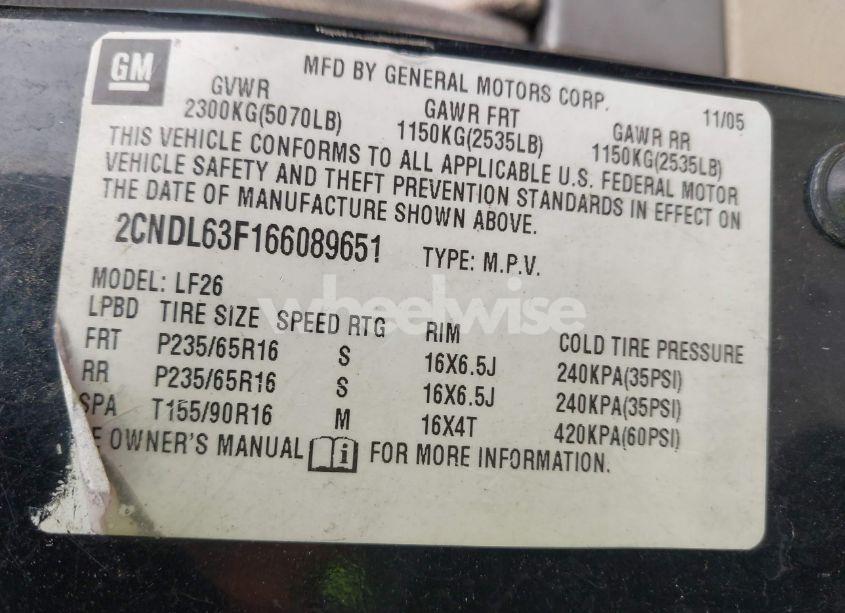 GM
MFD BY GENERAL MOTORS CORP. 11/05
GVWR GAWR FRT GAWR RR
2300KG(5070LB) 1150KG(2535LB) 1150KG(2535LB)
THIS VEHICLE CONFORMS TO ALL APPLICABLE U.S. FEDERAL MOTOR
VEHICLE SAFETY AND THEFT PREVENTION STANDARDS IN EFFECT ON
THE DATE OF MANUFACTURE SHOWN ABOVE.
2CNDL63F166089651 TYPE: M.P.V.
MODEL: LF26
wheelwise
LPBD TIRE SIZE SPEED RTG RIM COLD TIRE PRESSURE
FRT P235/65R16 S 16X6.5J 240KPA(35PSI)
RR P235/65R16 S 16X6.5J 240KPA(35PSI)
SPA T155/90R16 M 16X4T 420KPA(60PSI)
E OWNER'S MANUAL i FOR MORE INFORMATION.